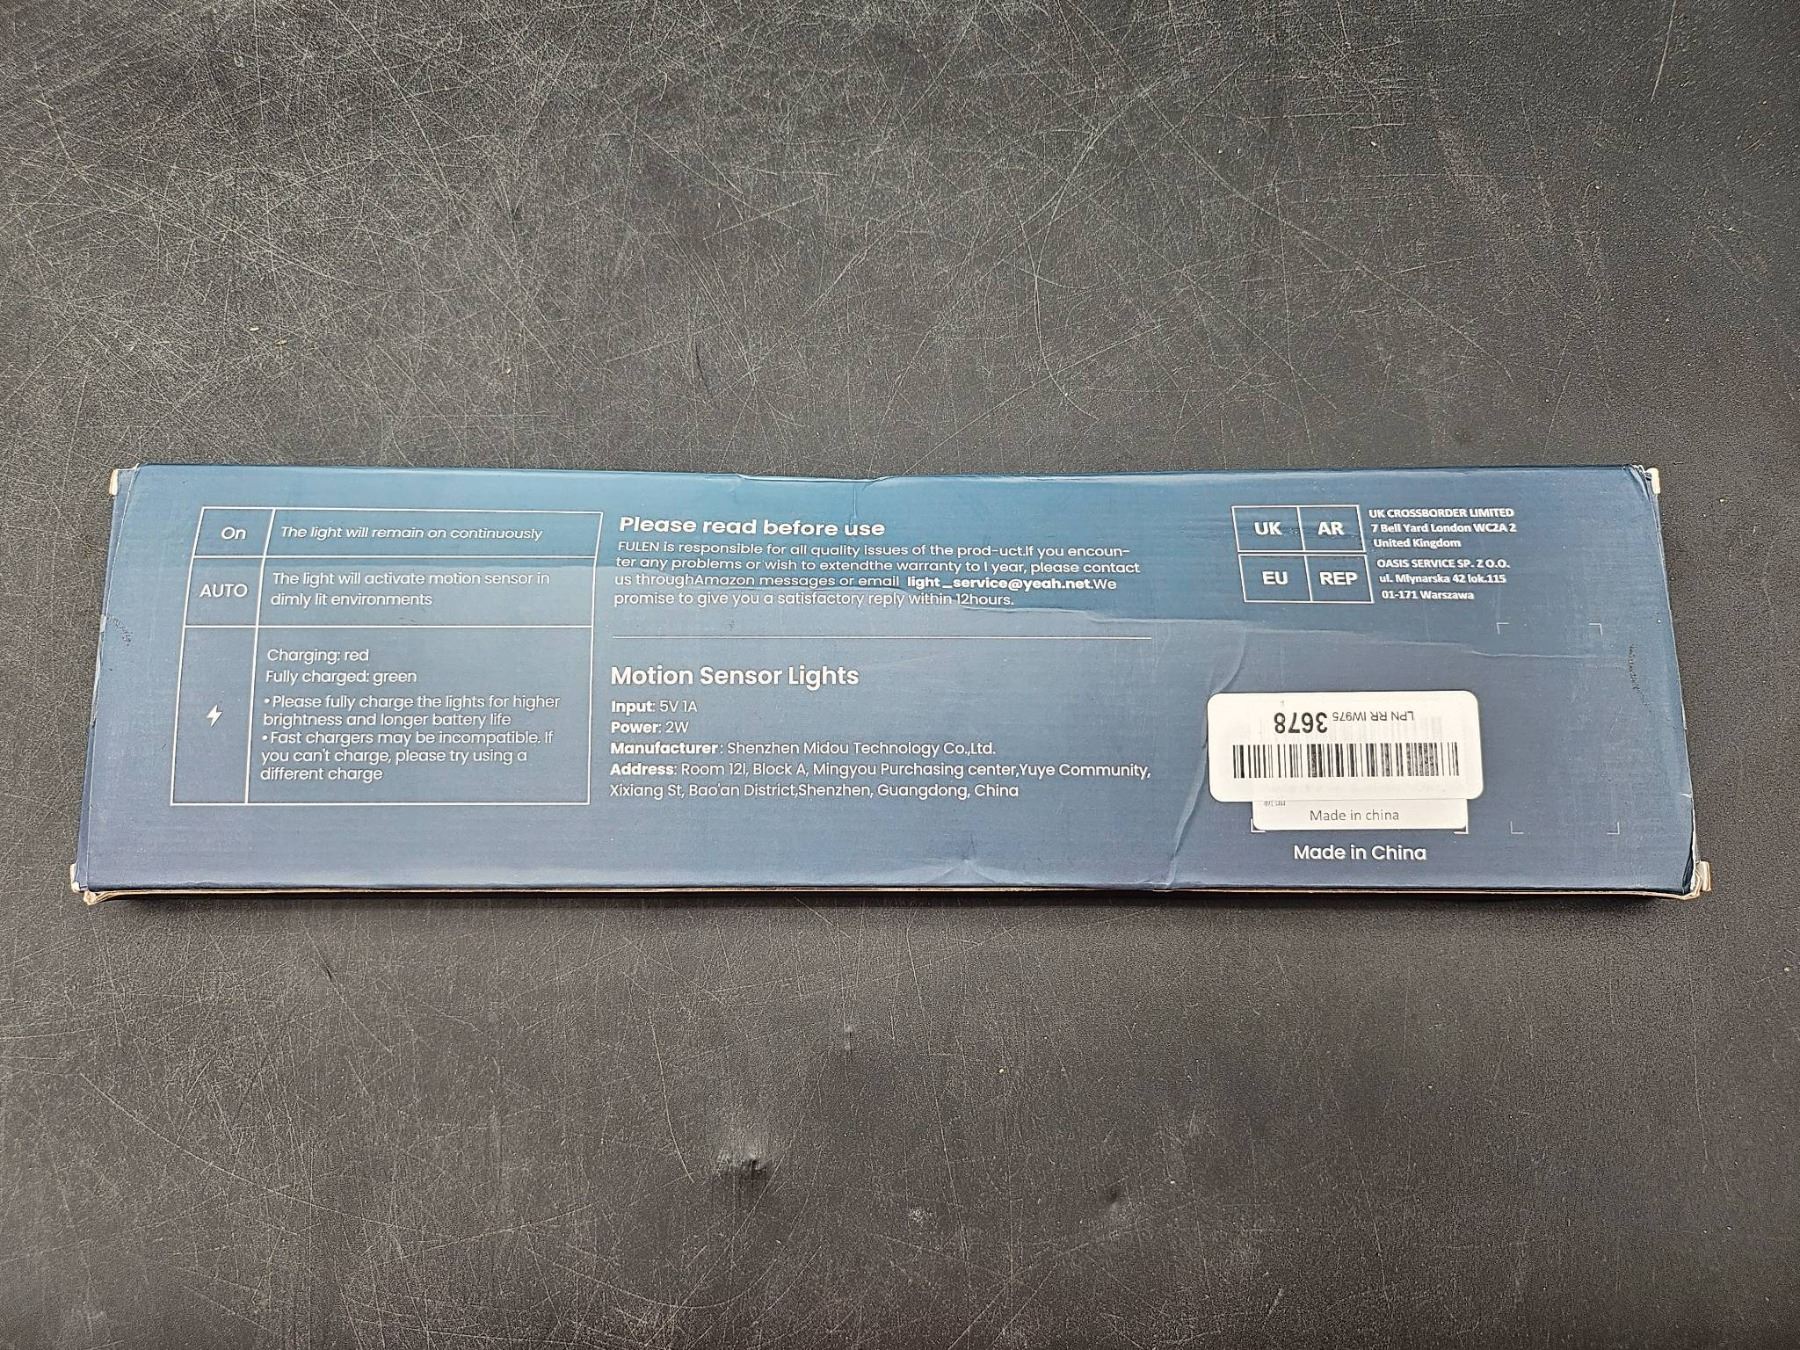 On
The light will remain on continuously
AUTO
The light will activate motion sensor in
dimly lit environments
Charging: red
Fully charged: green
• Please fully charge the lights for higher
brightness and longer battery life
• Fast chargers may be incompatible. If
you can't charge, please try using a
different charge
Please read before use
FULEN is responsible for all quality issues of the prod-uct.If you encoun-
ter any problems or wish to extendthe warranty to 1 year, please contact
us throughAmazon messages or email light_service@yeah.net.We
promise to give you a satisfactory reply within 12hours.
Motion Sensor Lights
Input: 5V 1A
Power: 2W
Manufacturer: Shenzhen Midou Technology Co.,Ltd.
Address: Room 121, Block A, Mingyou Purchasing center,Yuye Community,
Xixiang St, Bao'an District,Shenzhen, Guangdong, China
UK AR
UK CROSSBORDER LIMITED
7 Bell Yard London WC2A 2
United Kingdom
EU REP
OASIS SERVICE SP. Z O.O.
ul. Młynarska 42 lok.115
01-171 Warszawa
LPN RR IW975 3678
Made in china
Made in China